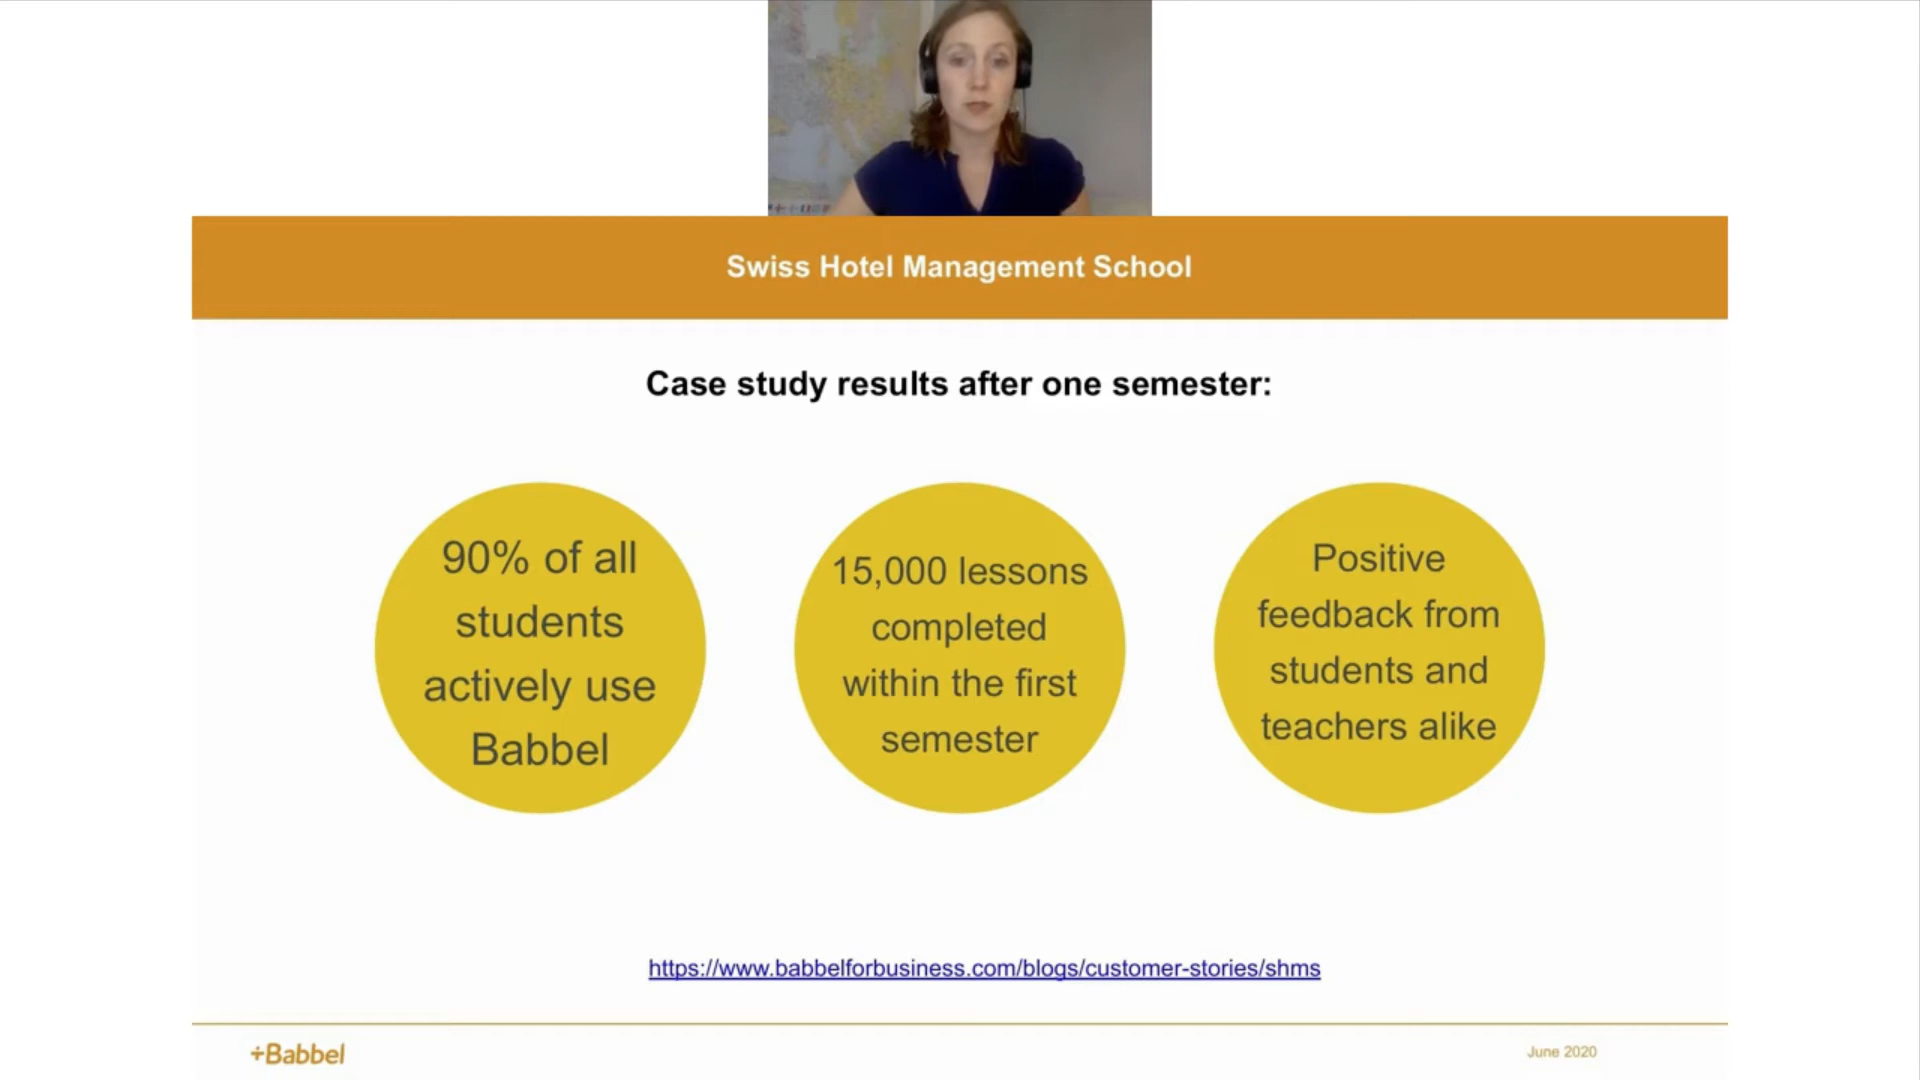 Swiss Hotel Management School
Case study results after one semester:
90% of all
students
actively use
Babbel
15,000 lessons
completed
within the first
semester
Positive
feedback from
students and
teachers alike
https://www.babbelforbusiness.com/blogs/customer-stories/shms
+Babbel
June 2020